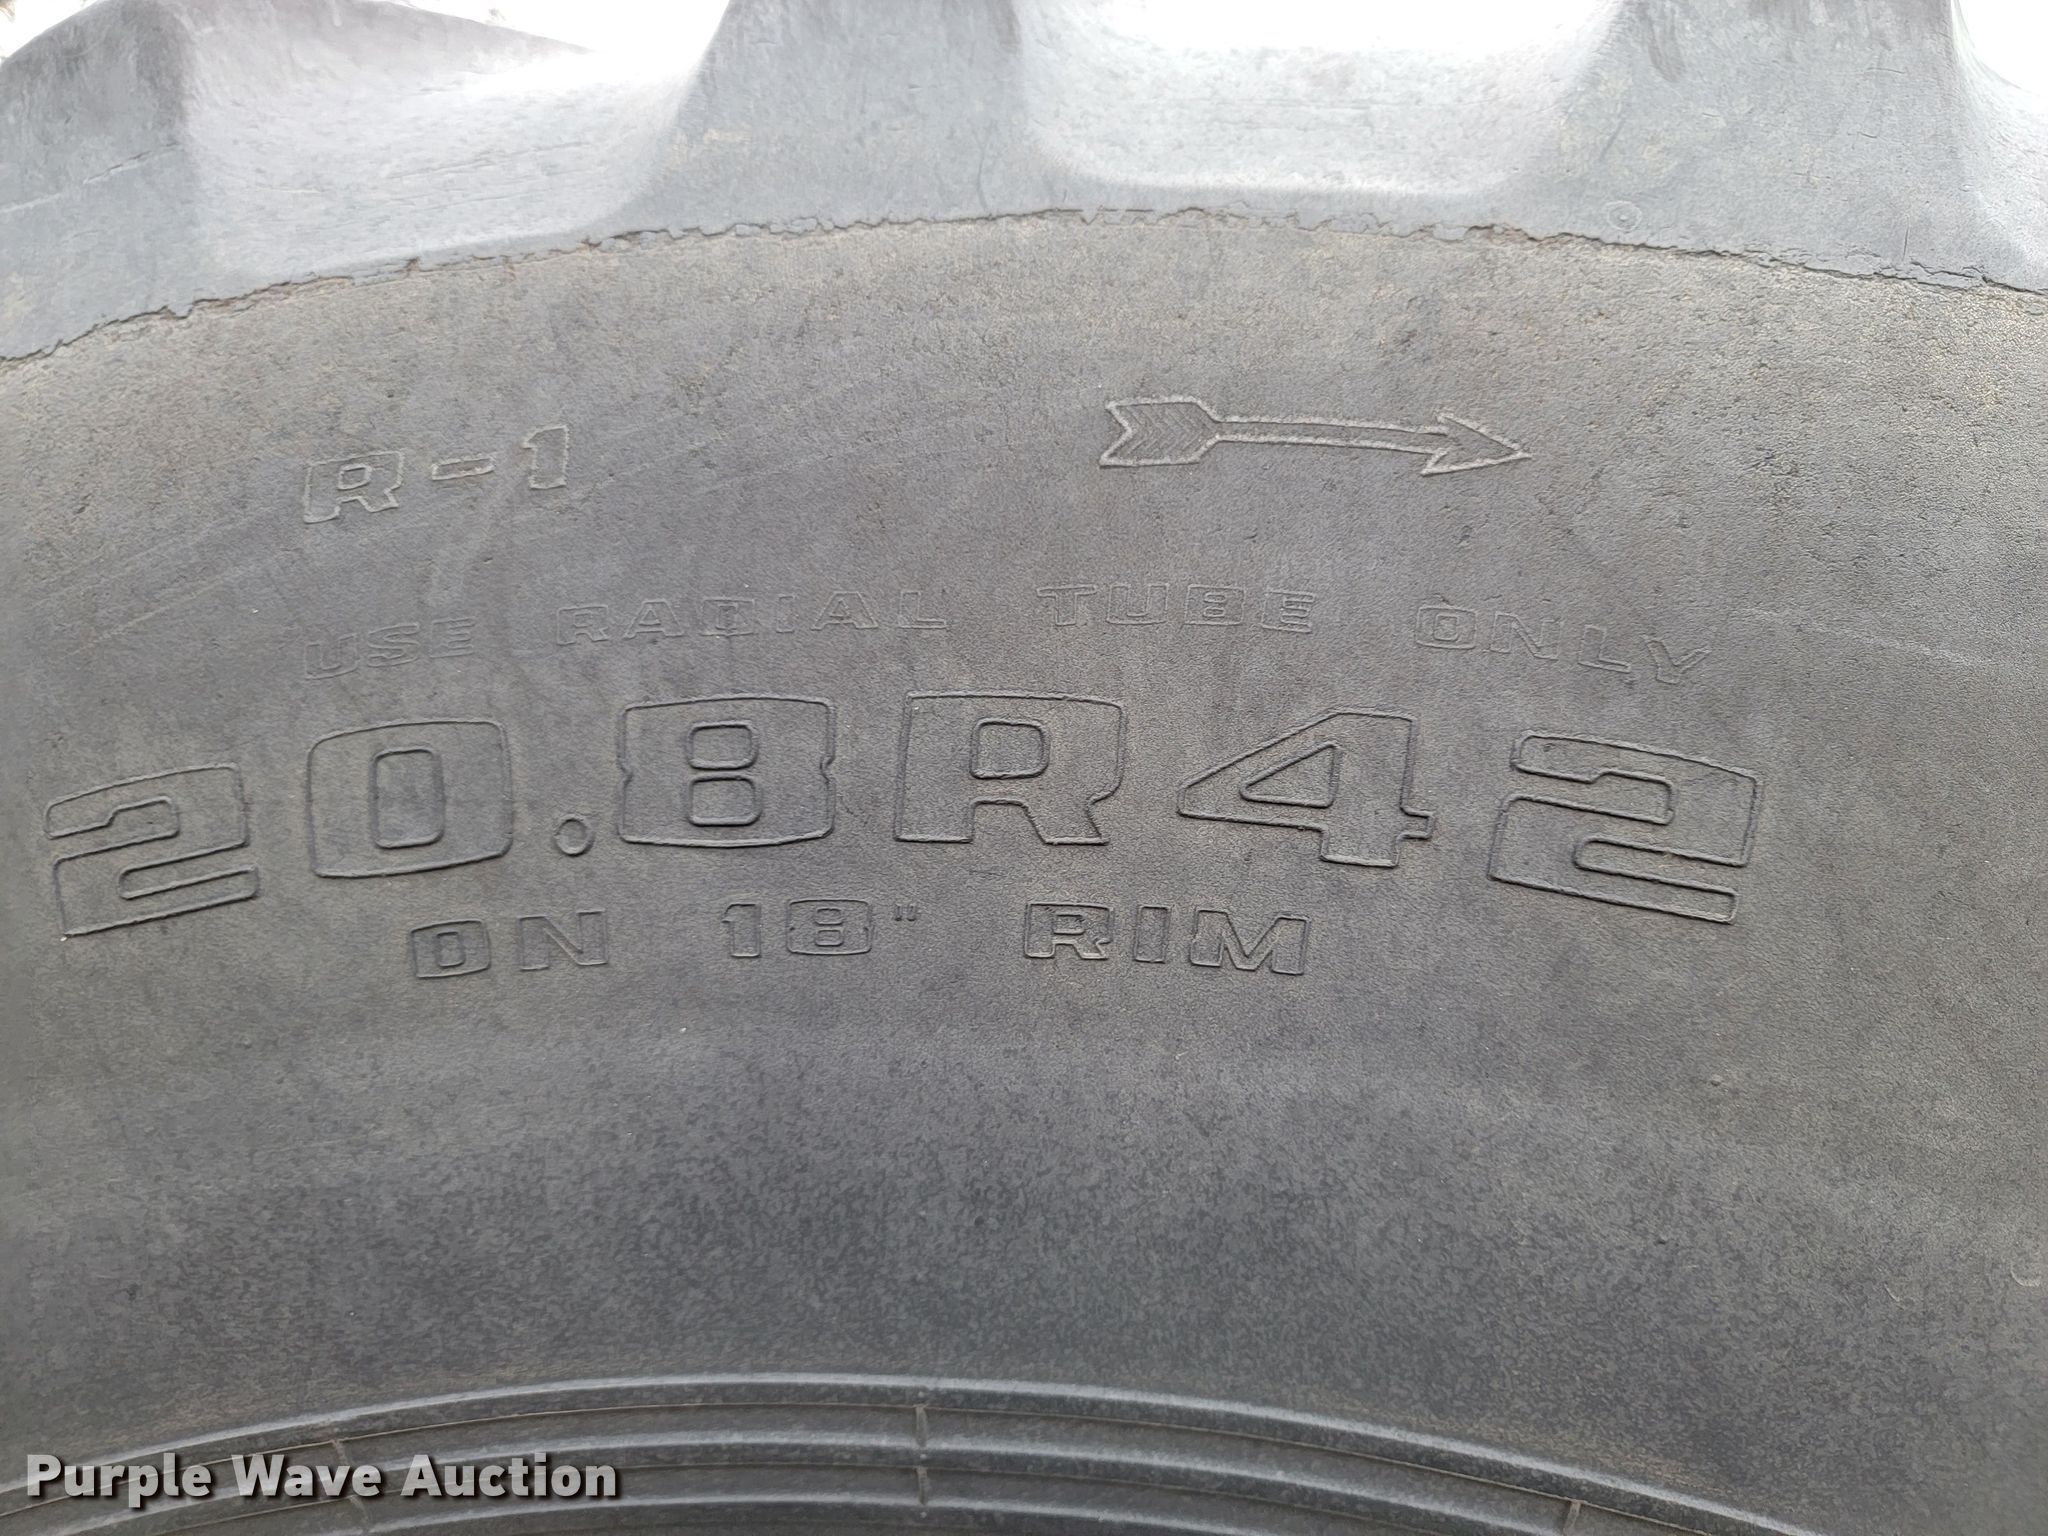 R-1
USE RADIAL TUBE ONLY
20.8R42
ON 18" RIM
Purple Wave Auction